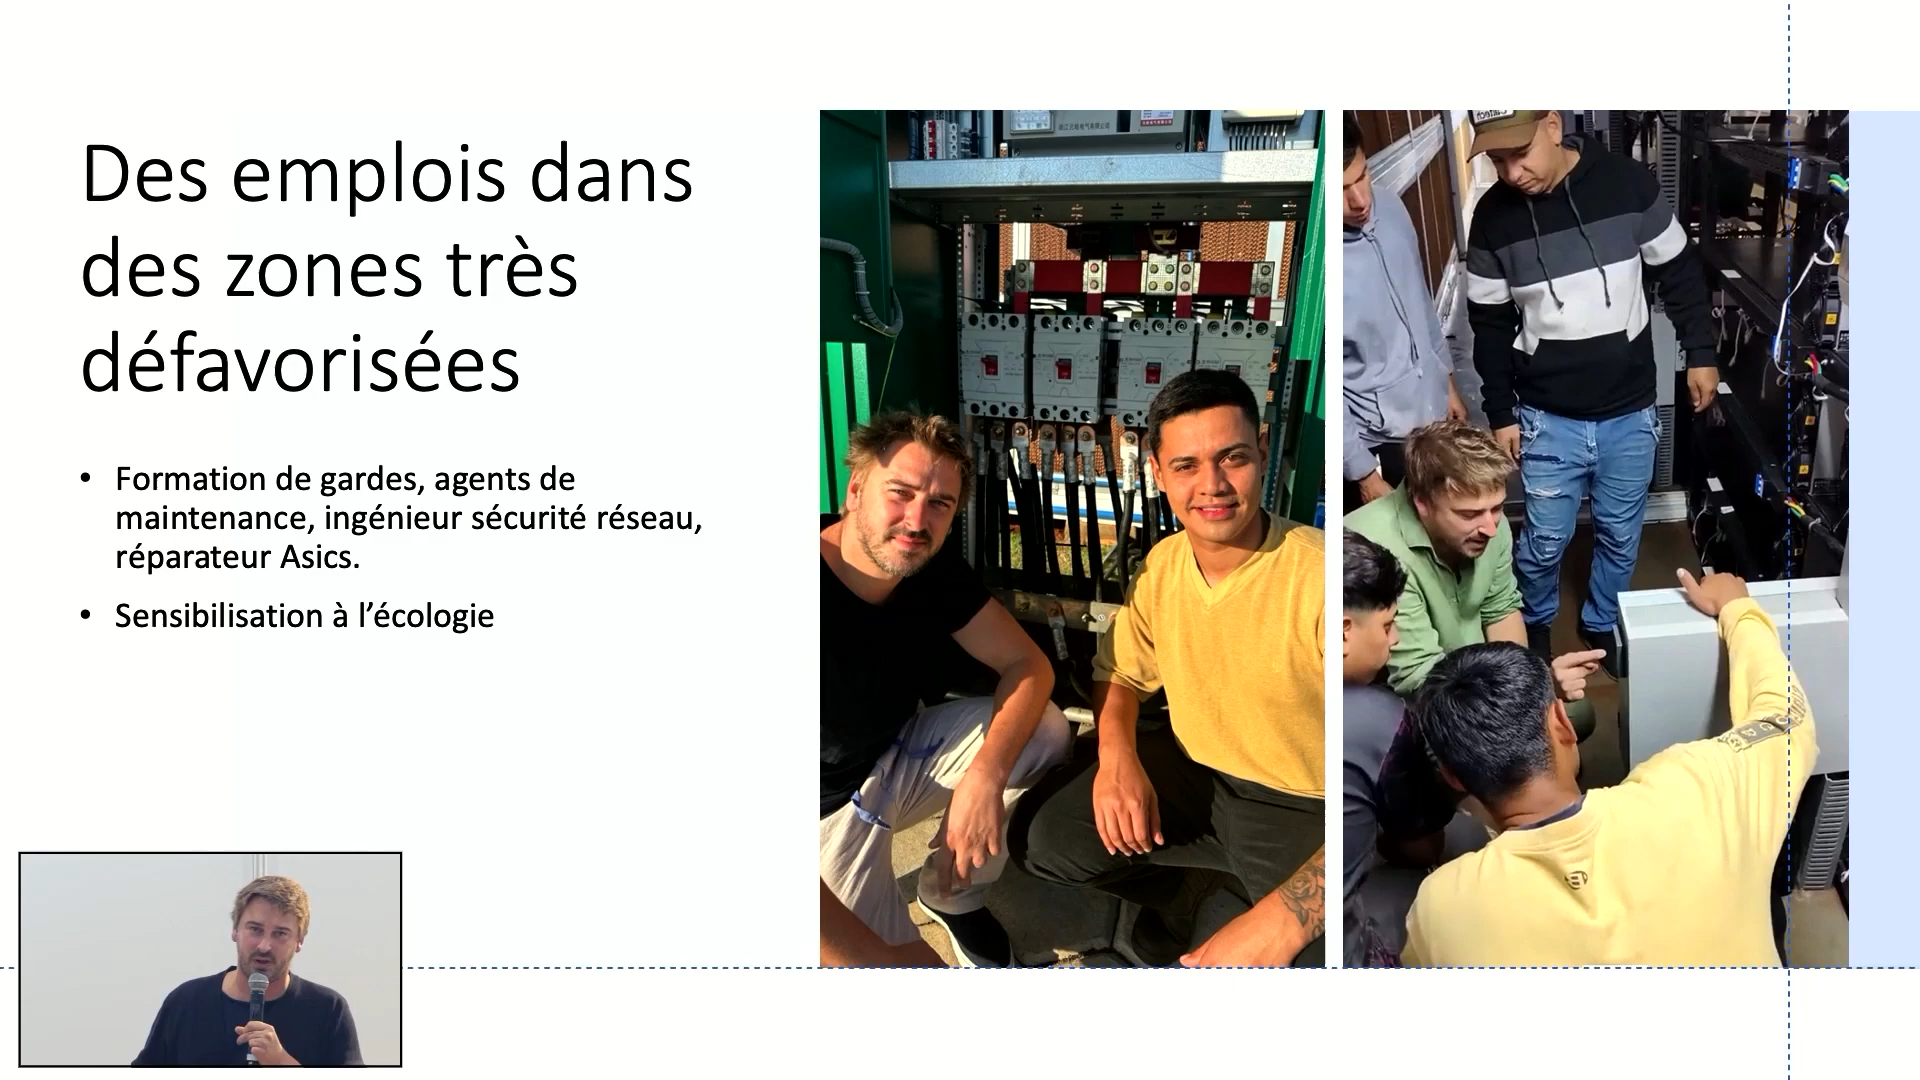 Des emplois dans
des zones très
défavorisées
• Formation de gardes, agents de
maintenance, ingénieur sécurité réseau,
réparateur Asics.
• Sensibilisation à l’écologie